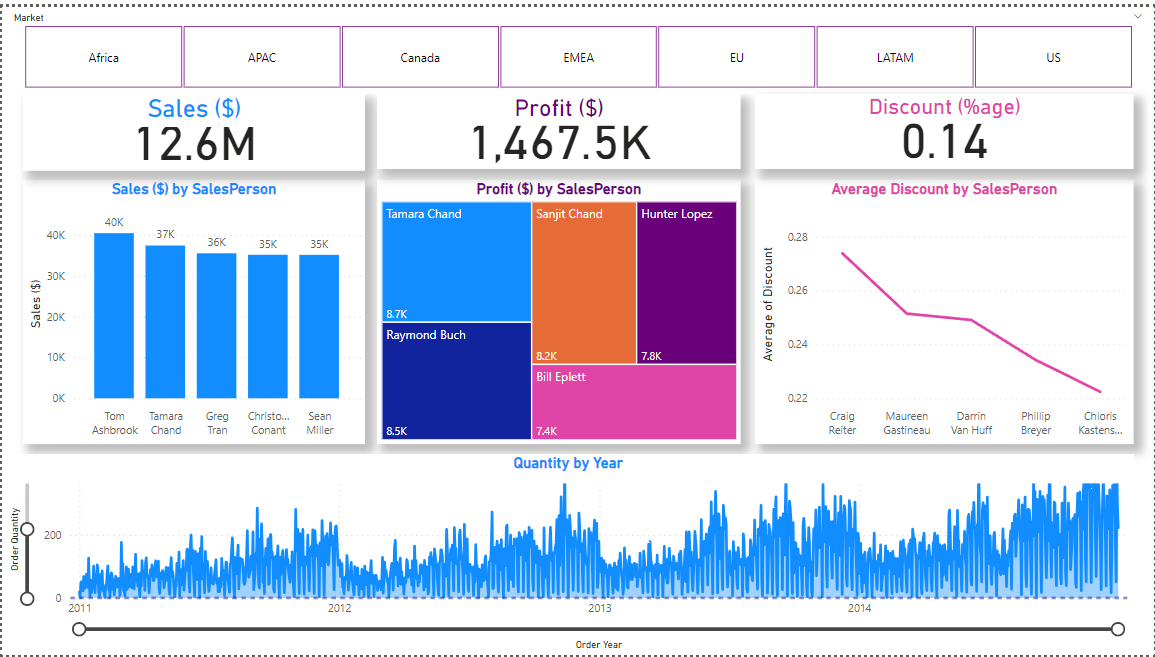 Market
Africa
APAC
Canada
EMEA
EU
LATAM
US
Sales ($)
12.6M
Profit ($)
1,467.5K
Discount (%age)
0.14
Sales ($) by SalesPerson
Sales ($)
40K
30K
20K
10K
0K
40K
37K
36K
35K
35K
Tom
Ashbrook
Tamara
Chand
Greg
Tran
Christo...
Conant
Sean
Miller
Profit ($) by SalesPerson
Tamara Chand
8.7K
Raymond Buch
8.5K
Sanjit Chand
8.2K
Hunter Lopez
7.8K
Bill Eplett
7.4K
Average Discount by SalesPerson
Average of Discount
0.28
0.26
0.24
0.22
Craig
Reiter
Maureen
Gastineau
Darrin
Van Huff
Phillip
Breyer
Chloris
Kastens...
Quantity by Year
Order Quantity
200
0
2011
2012
2013
2014
Order Year